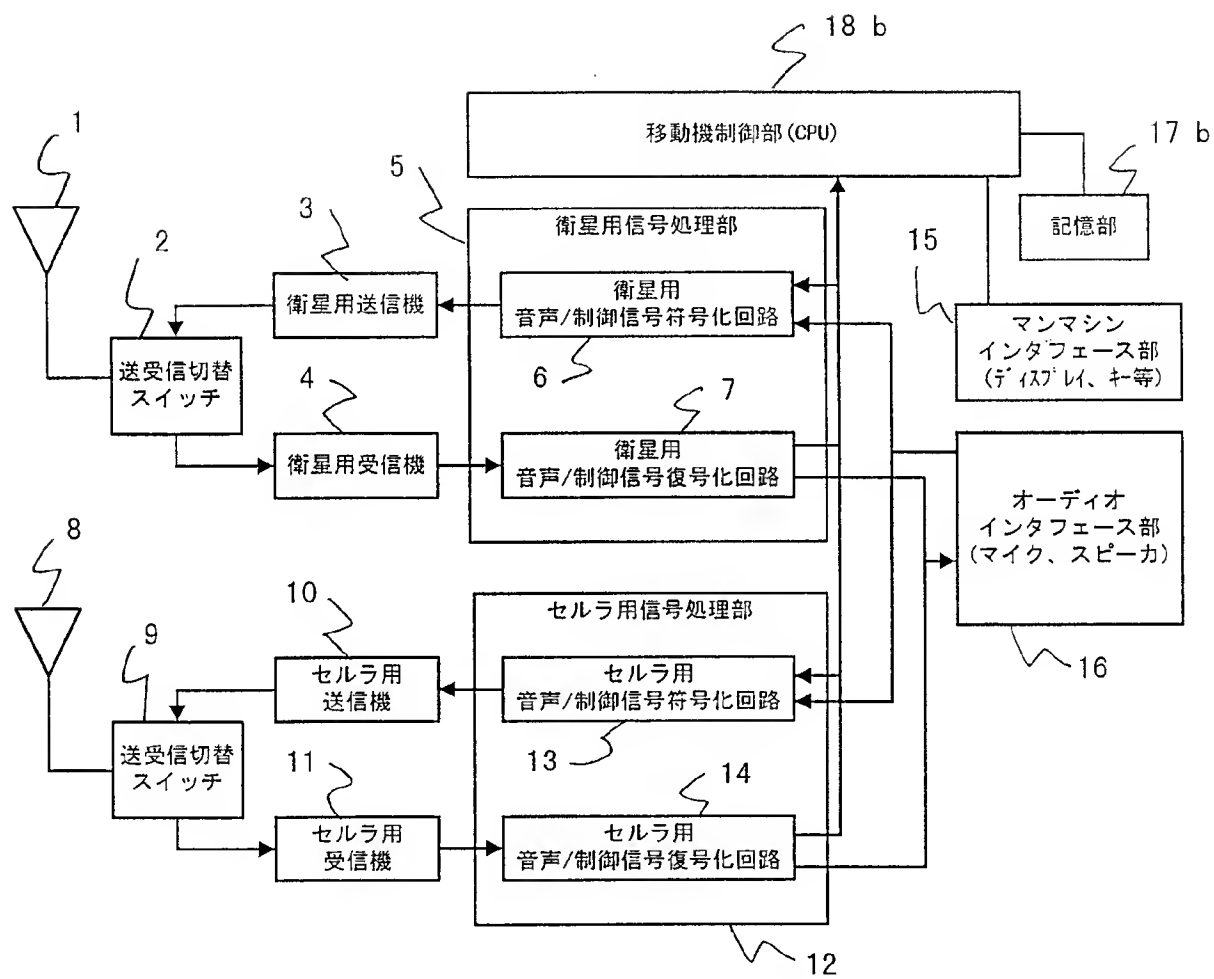 18 b
移動機制御部(CPU)
17 b
記憶部
1
5
3
衛星用信号処理部
2
15
衛星用送信機
衛星用
音声/制御信号符号化回路
6
マンマシン
インタフェース部
(ディスプレイ、キー等)
送受信切替
スイッチ
4
7
衛星用受信機
衛星用
音声/制御信号復号化回路
オーディオ
インタフェース部
(マイク、スピーカ)
16
8
10
セルラ用信号処理部
9
セルラ用
送信機
セルラ用
音声/制御信号符号化回路
13
送受信切替
スイッチ
11
14
セルラ用
受信機
セルラ用
音声/制御信号復号化回路
12